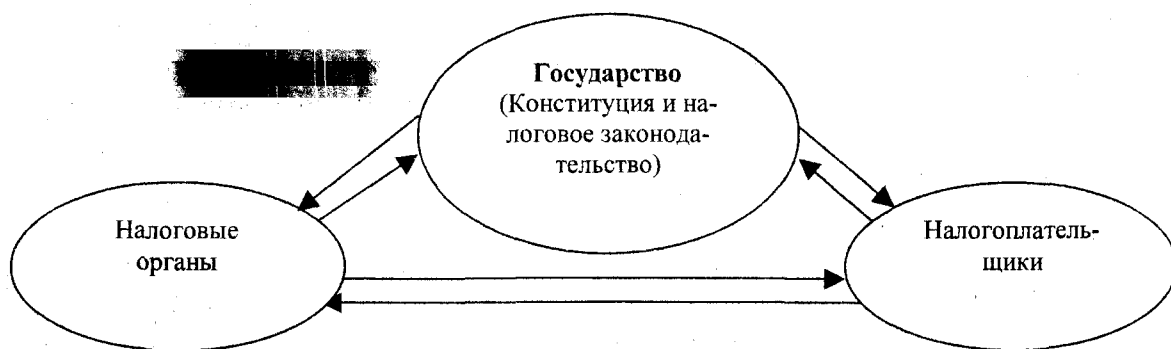 Государство
(Конституция и на-
логовое законода-
тельство)
Налоговые
органы
Налогоплатель-
щики